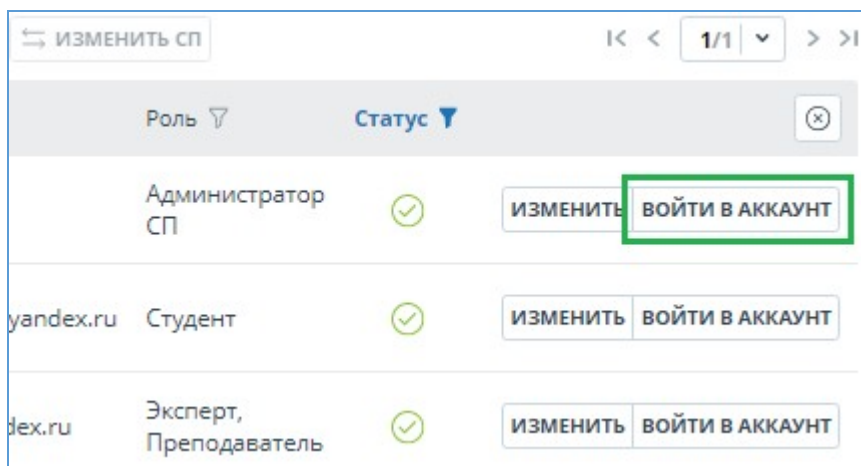 ИЗМЕНИТЬ СП
1/1
Роль Статус
Администратор
СП
ИЗМЕНИТЬ ВОЙТИ В АККАУНТ
yandex.ru Студент ИЗМЕНИТЬ ВОЙТИ В АККАУНТ
dex.ru
Эксперт,
Преподаватель
ИЗМЕНИТЬ ВОЙТИ В АККАУНТ